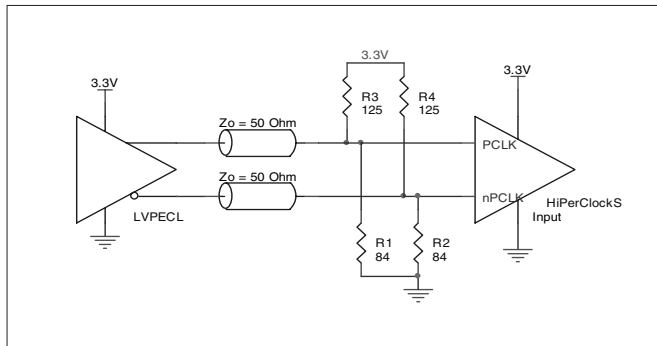 3.3V
3.3V
R3
125
R4
125
3.3V
Zo = 50 Ohm
PCLK
Zo = 50 Ohm
nPCLK
HiPerClockS
Input
LVPECL
R1
84
R2
84